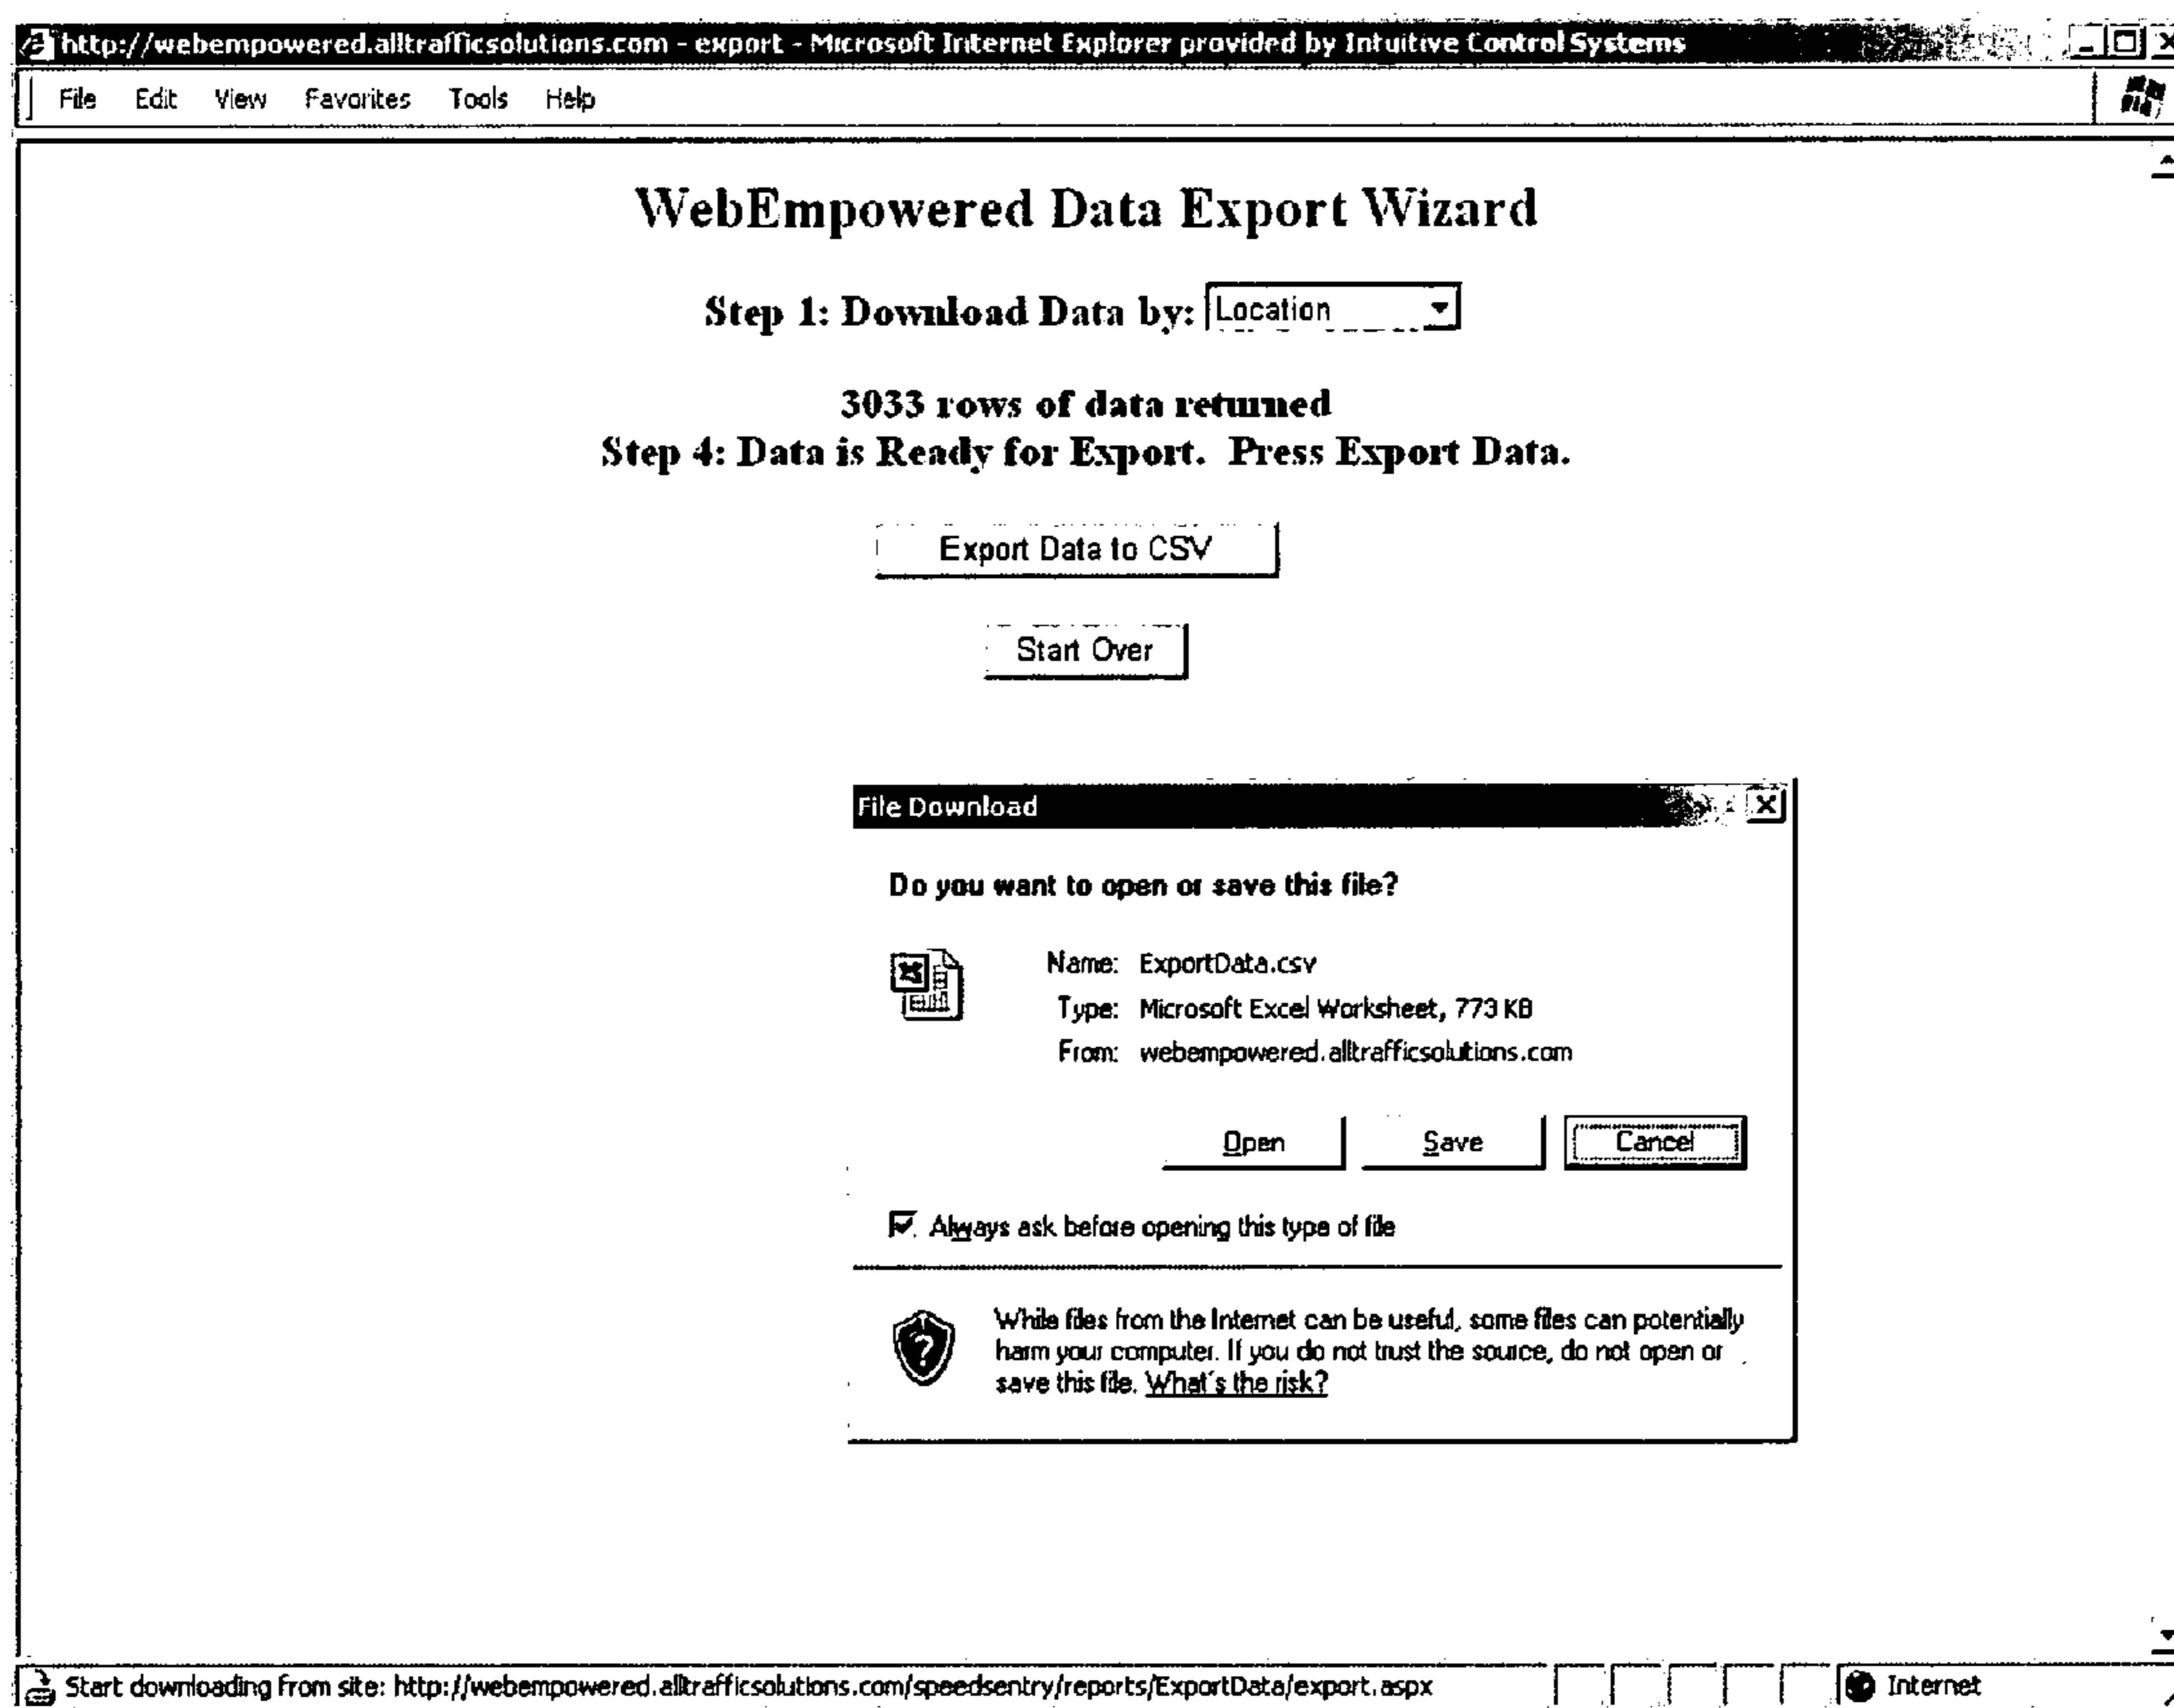 http://webempowered.alltrafficsolutions.com - export - Microsoft Internet Explorer provided by Intuitive Control Systems
File Edit View Favorites Tools Help
WebEmpowered Data Export Wizard
Step 1: Download Data by: Location
3033 rows of data returned
Step 4: Data is Ready for Export. Press Export Data.
Export Data to CSV
Start Over
File Download
Do you want to open or save this file?
Name: ExportData.csv
Type: Microsoft Excel Worksheet, 773 KB
From: webempowered.alltrafficsolutions.com
Open Save Cancel
Always ask before opening this type of file
While files from the Internet can be useful, some files can potentially
harm your computer. If you do not trust the source, do not open or
save this file. What's the risk?
Start downloading from site: http://webempowered.alltrafficsolutions.com/speedsentry/reports/ExportData/export.aspx Internet